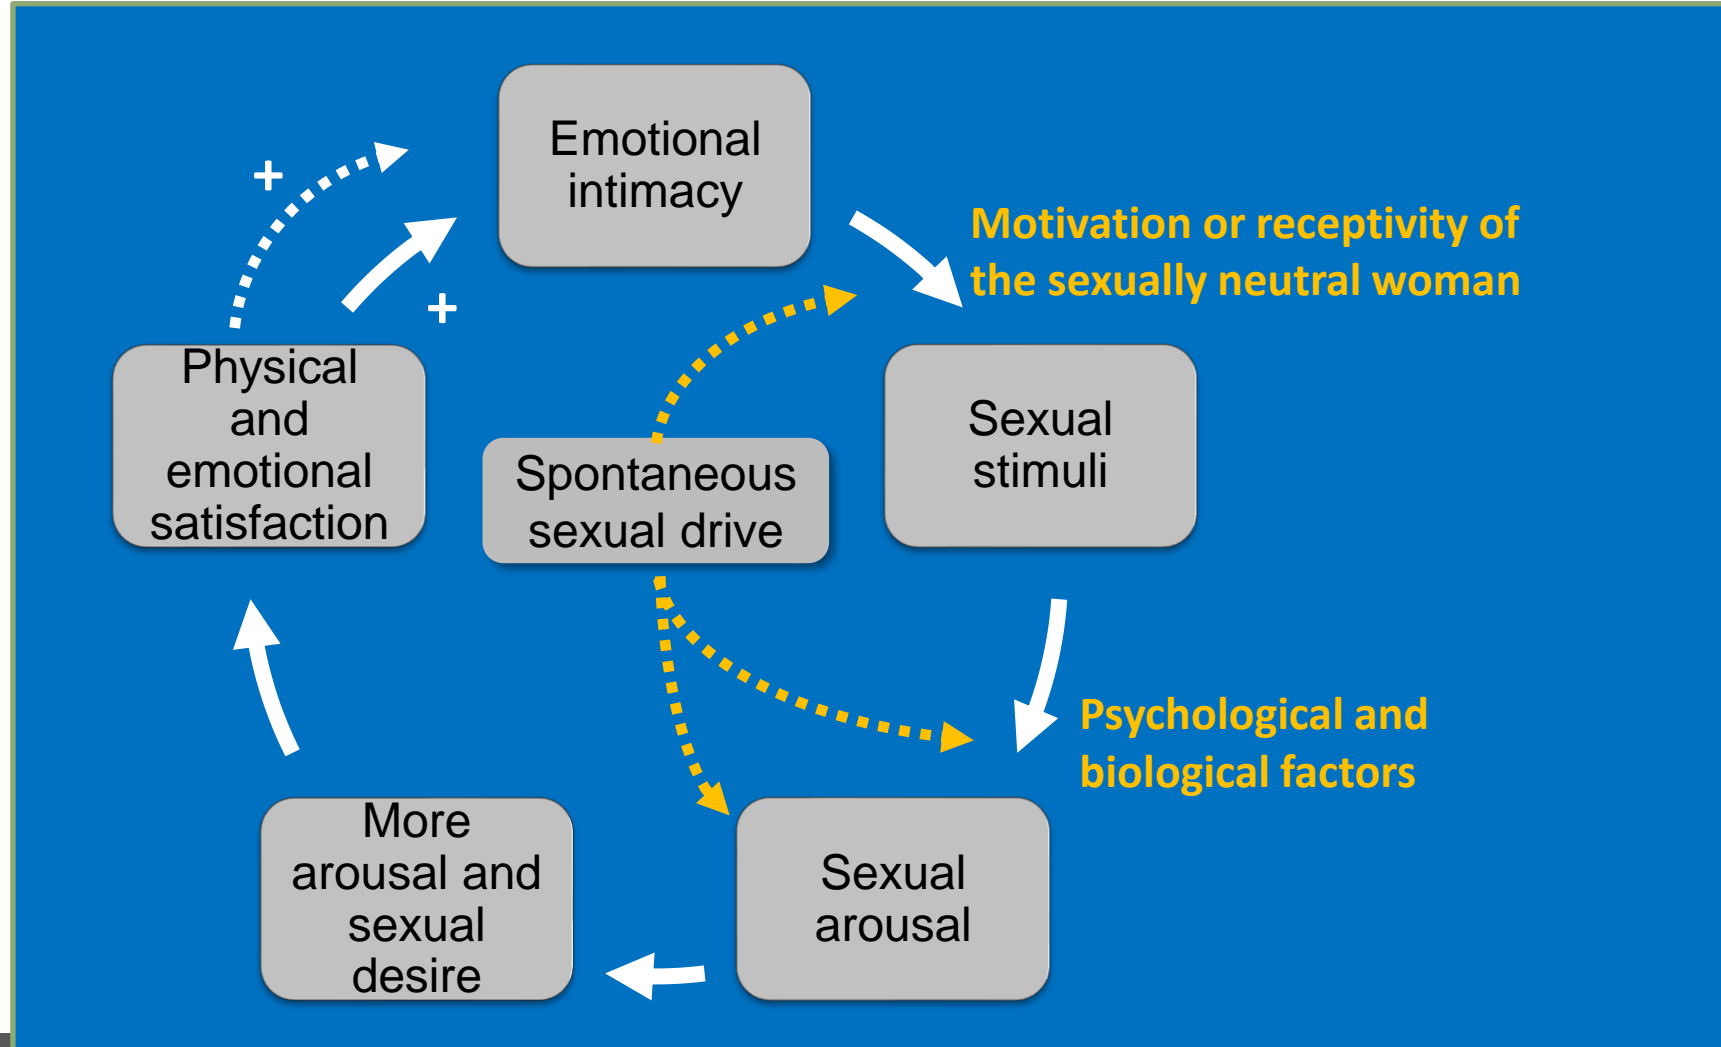 Emotional
intimacy
+
+
Motivation or receptivity of
the sexually neutral woman
Physical
and
emotional
satisfaction
Spontaneous
sexual drive
Sexual
stimuli
Psychological and
biological factors
More
arousal and
sexual
desire
Sexual
arousal